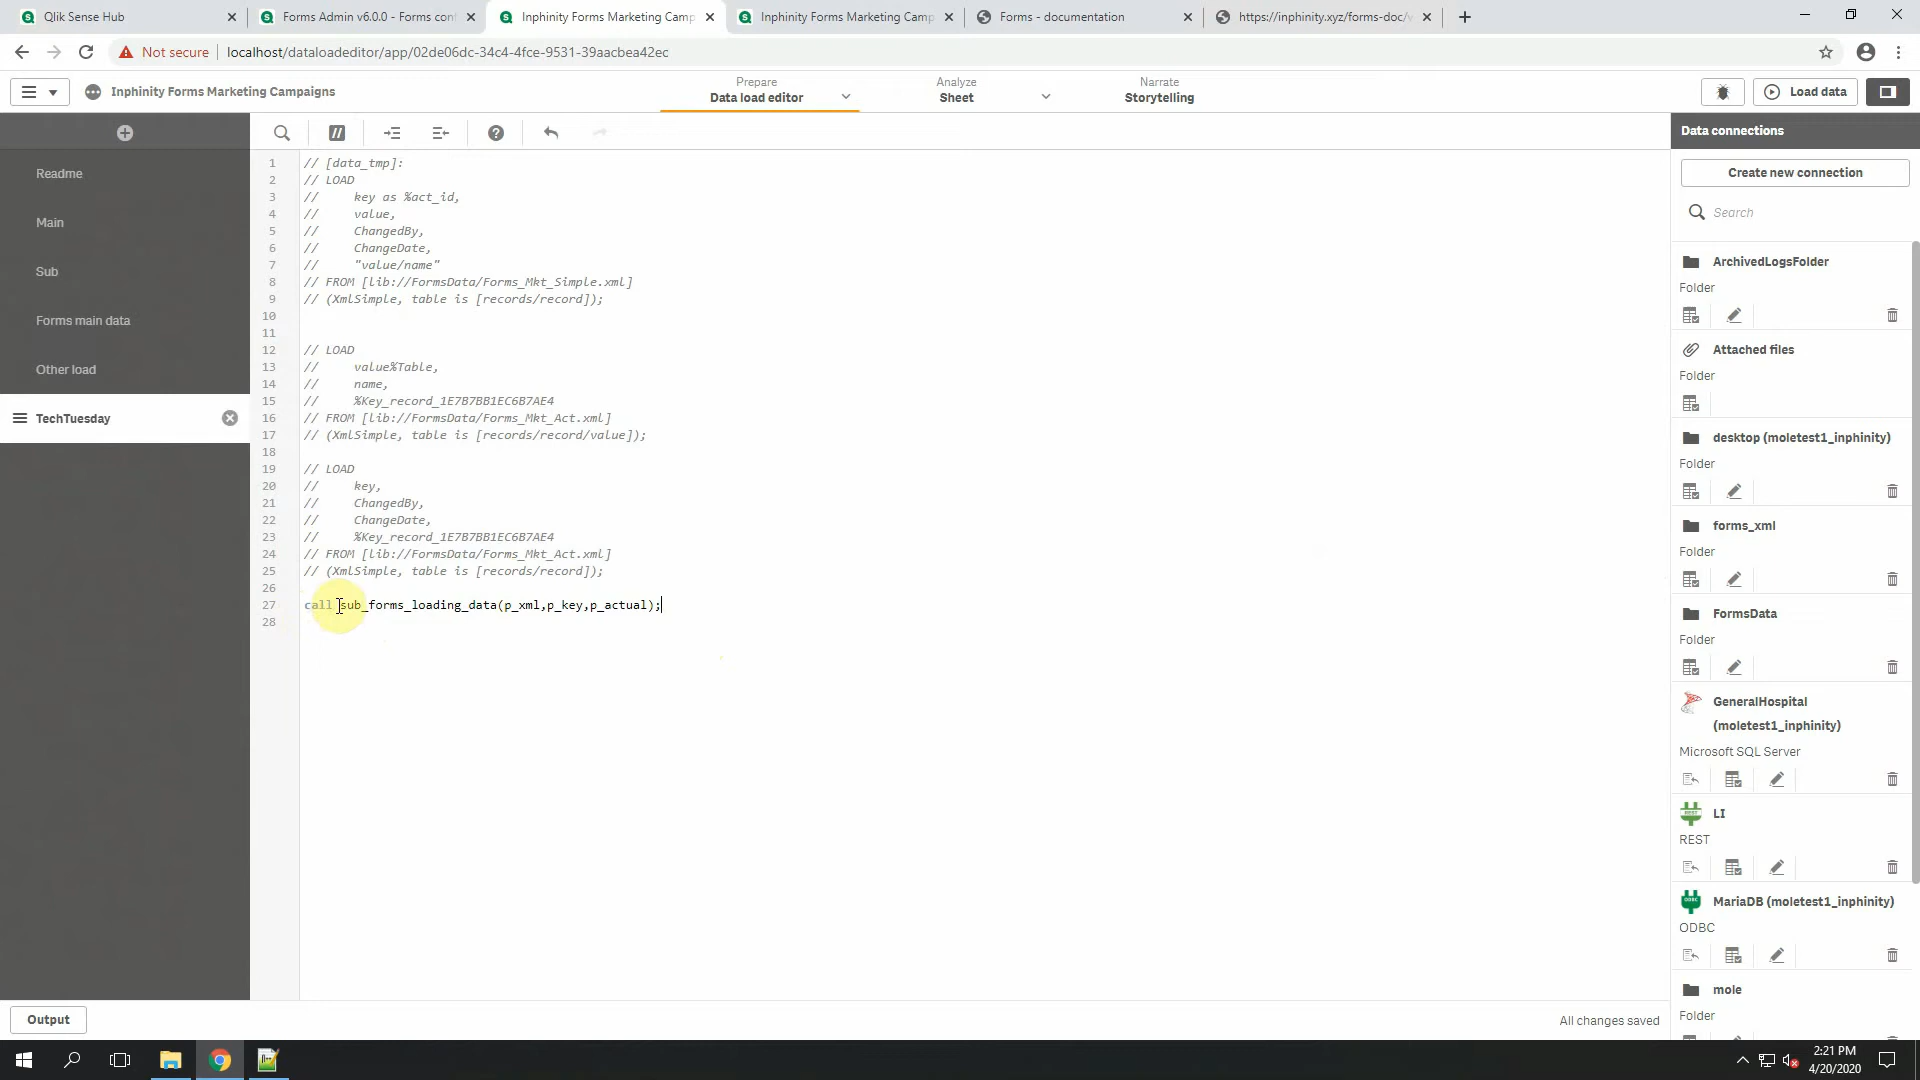 Qlik Sense Hub
Forms Admin v6.0.0 - Forms con
Inphinity Forms Marketing Camp
Inphinity Forms Marketing Camp
Forms - documentation
https://inphinity.xyz/forms-doc/v
Not secure
localhost/dataloadeditor/app/02de06dc-34c4-4fce-9531-39aacbea42ec
Inphinity Forms Marketing Campaigns
Prepare
Data load editor
Analyze
Sheet
Narrate
Storytelling
Load data
Readme
Main
Sub
Forms main data
Other load
TechTuesday
1 // [data_tmp]:
2 // LOAD
3 // key as %act_id,
4 // value,
5 // ChangedBy,
6 // ChangeDate,
7 // "value/name"
8 // FROM [lib://FormsData/Forms_Mkt_Simple.xml]
9 // (XmlSimple, table is [records/record]);
10
11
12 // LOAD
13 // value%Table,
14 // name,
15 // %Key_record_1E7B7BB1EC6B7AE4
16 // FROM [lib://FormsData/Forms_Mkt_Act.xml]
17 // (XmlSimple, table is [records/record/value]);
18
19 // LOAD
20 // key,
21 // ChangedBy,
22 // ChangeDate,
23 // %Key_record_1E7B7BB1EC6B7AE4
24 // FROM [lib://FormsData/Forms_Mkt_Act.xml]
25 // (XmlSimple, table is [records/record]);
26
27 call sub_forms_loading_data(p_xml,p_key,p_actual);
28
Data connections
Create new connection
Search
ArchivedLogsFolder
Folder
Attached files
Folder
desktop (moletest1_inphinity)
Folder
forms_xml
Folder
FormsData
Folder
GeneralHospital
(moletest1_inphinity)
Microsoft SQL Server
LI
REST
MariaDB (moletest1_inphinity)
ODBC
mole
Folder
Output
All changes saved
2:21 PM
4/20/2020